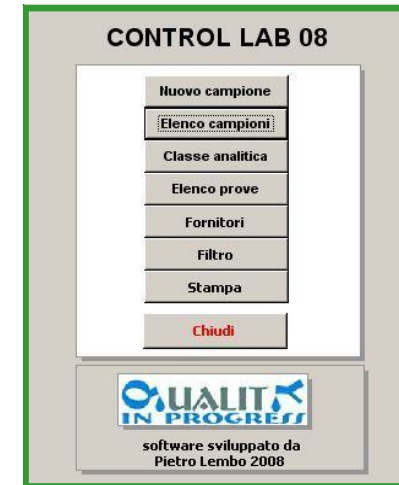 CONTROL LAB 08
Nuovo campione
Elenco campioni
Classe analitica
Elenco prove
Fornitori
Filtro
Stampa
Chiudi
QUALITY
IN PROGRESS
software sviluppato da
Pietro Lembo 2008